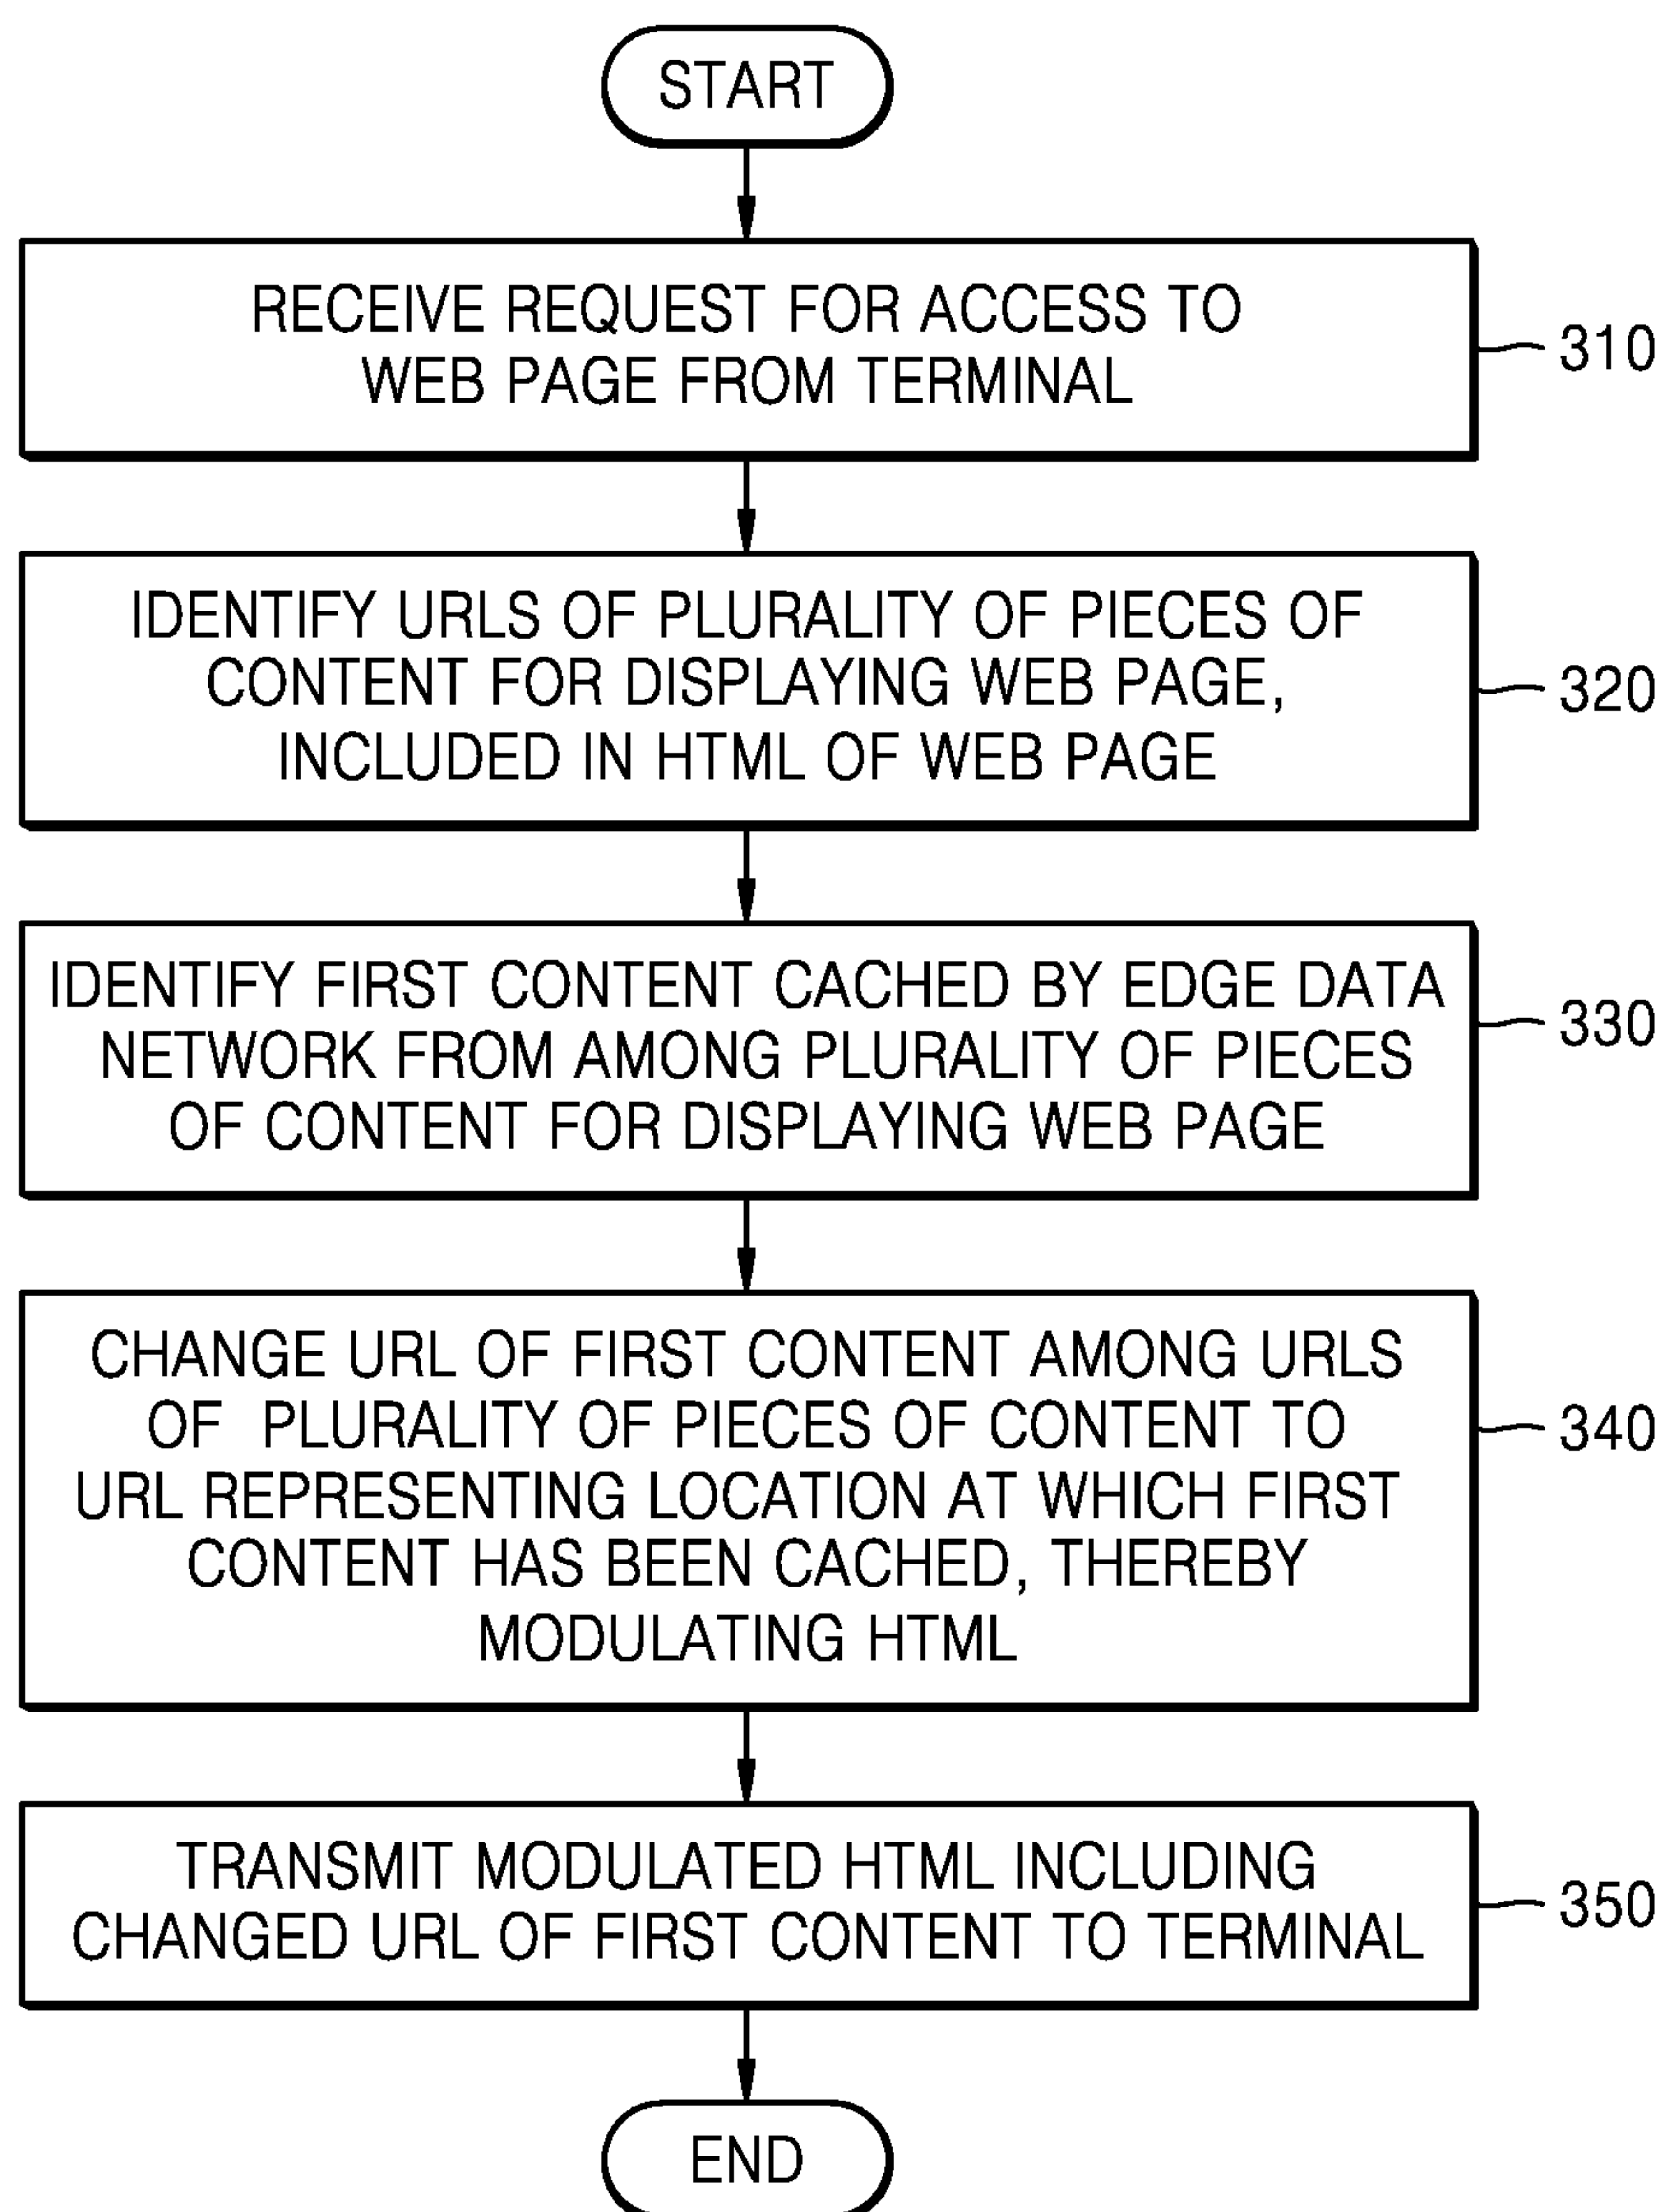 START
RECEIVE REQUEST FOR ACCESS TO
WEB PAGE FROM TERMINAL
310
IDENTIFY URLS OF PLURALITY OF PIECES OF
CONTENT FOR DISPLAYING WEB PAGE,
INCLUDED IN HTML OF WEB PAGE
320
IDENTIFY FIRST CONTENT CACHED BY EDGE DATA
NETWORK FROM AMONG PLURALITY OF PIECES
OF CONTENT FOR DISPLAYING WEB PAGE
330
CHANGE URL OF FIRST CONTENT AMONG URLS
OF PLURALITY OF PIECES OF CONTENT TO
URL REPRESENTING LOCATION AT WHICH FIRST
CONTENT HAS BEEN CACHED, THEREBY
MODULATING HTML
340
TRANSMIT MODULATED HTML INCLUDING
CHANGED URL OF FIRST CONTENT TO TERMINAL
350
END